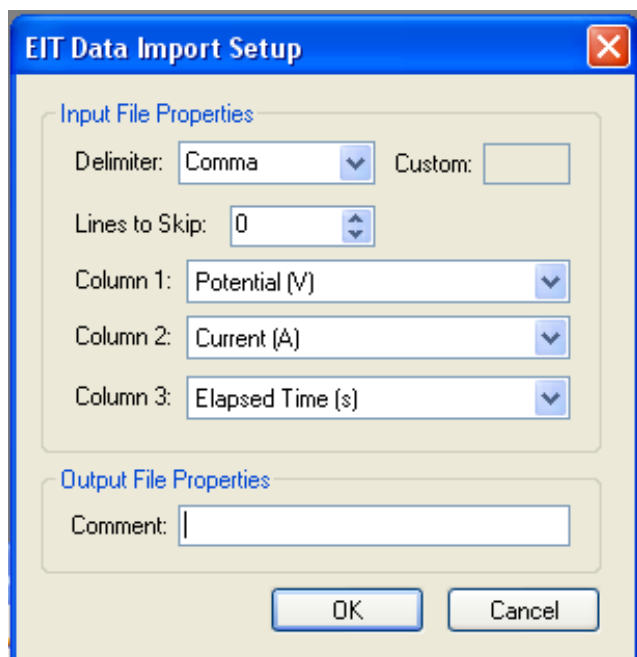 EIT Data Import Setup
Input File Properties
Delimiter: Comma Custom:
Lines to Skip: 0
Column 1: Potential (V)
Column 2: Current (A)
Column 3: Elapsed Time (s)
Output File Properties
Comment:
OK Cancel